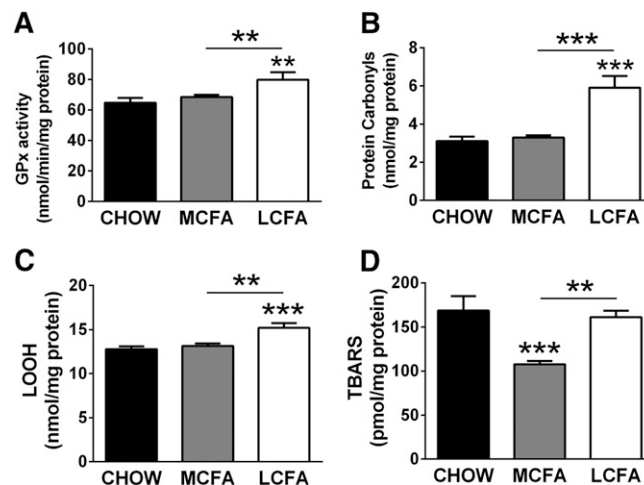 A
GPx activity
(nmol/min/mg protein)
100
80
60
40
20
0
**
**
CHOW MCFA LCFA
B
Protein Carbonyls
(nmol/mg protein)
8
6
4
2
0
***
***
CHOW MCFA LCFA
C
LOOH
(nmol/mg protein)
20
15
10
5
0
**
***
CHOW MCFA LCFA
D
TBARS
(pmol/mg protein)
200
150
100
50
0
**
***
CHOW MCFA LCFA